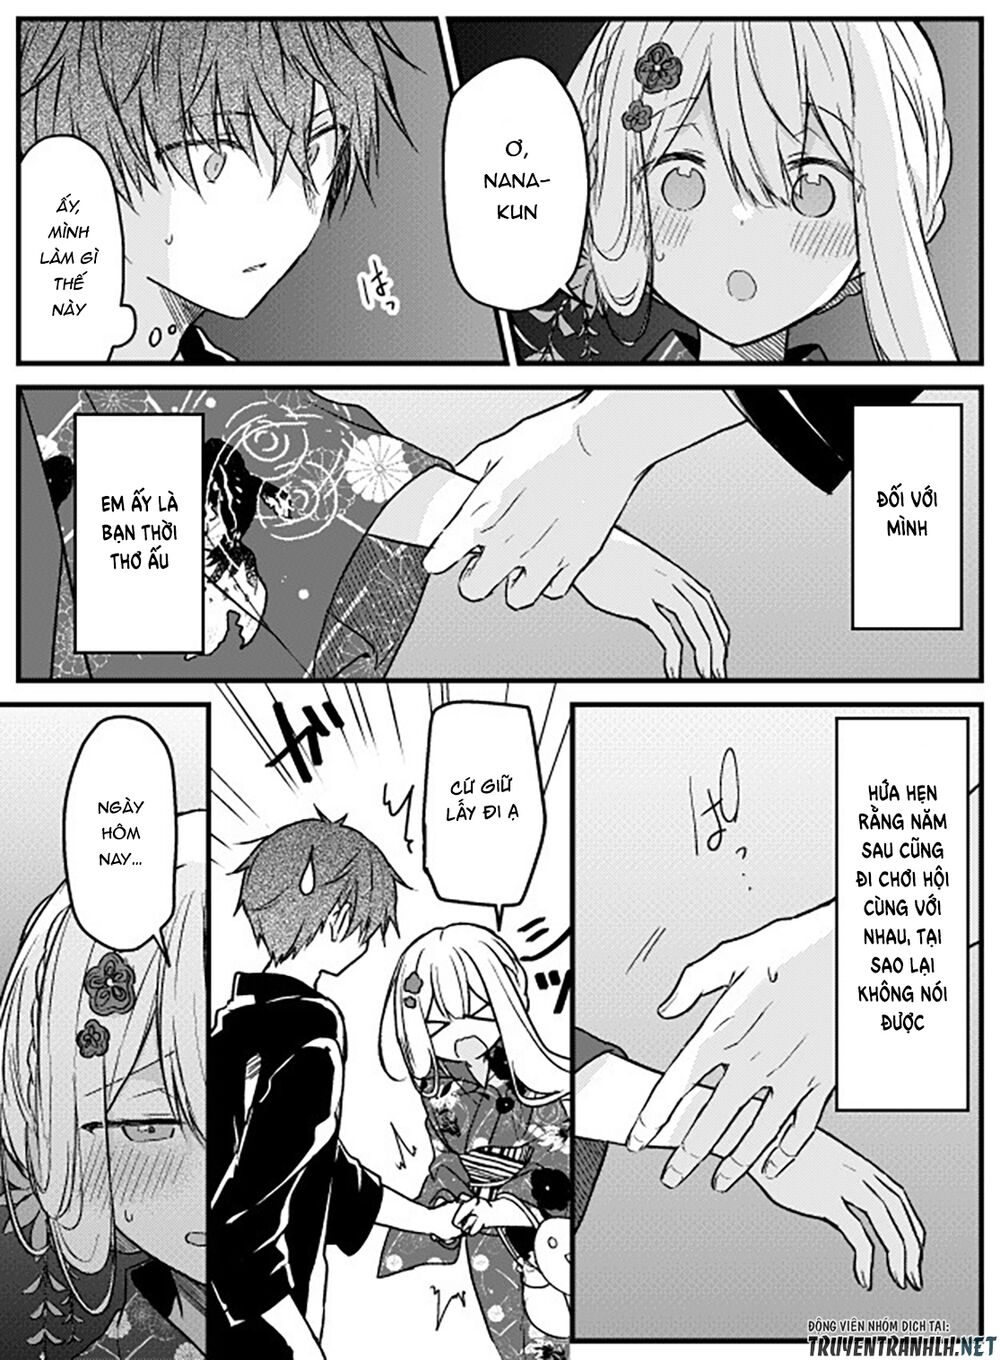 Ơ,
NANA-
KUN
ẤY,
MÌNH
LÀM GÌ
THẾ
NÀY
はっ
ĐỐI VỚI
MÌNH
EM ẤY LÀ
BẠN THỜI
THƠ ẤU
HỨA HẸN
RẰNG NĂM
SAU CŨNG
ĐI CHƠI HỘI
CÙNG VỚI
NHAU, TẠI
SAO LẠI
KHÔNG NÓI
ĐƯỢC
CỨ GIỮ
LẤY ĐI Ạ
NGÀY
HÔM
NAY...
ĐỘNG VIÊN NHÓM DỊCH TẠI:
TRUYENTRANHLH.NET